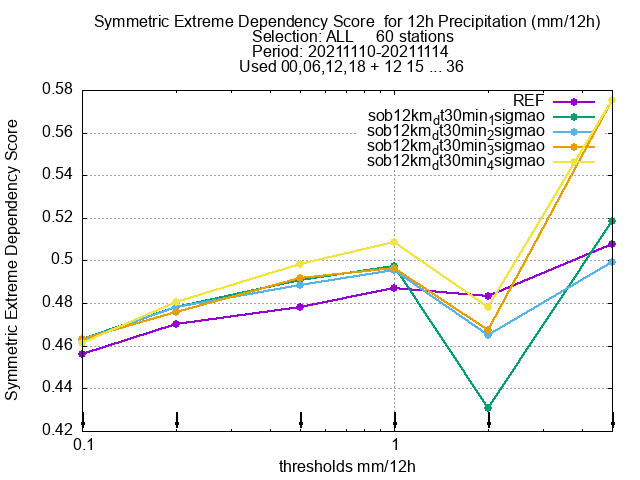 Symmetric Extreme Dependency Score  for 12h Precipitation (mm/12h)
Selection: ALL     60 stations
Period: 20211110-20211114
Used 00,06,12,18 + 12 15 ... 36
Symmetric Extreme Dependency Score
0.58
0.56
0.54
0.52
0.5
0.48
0.46
0.44
0.42
REF
sob12km_dt30min_1sigmao
sob12km_dt30min_2sigmao
sob12km_dt30min_3sigmao
sob12km_dt30min_4sigmao
0.1
1
thresholds mm/12h